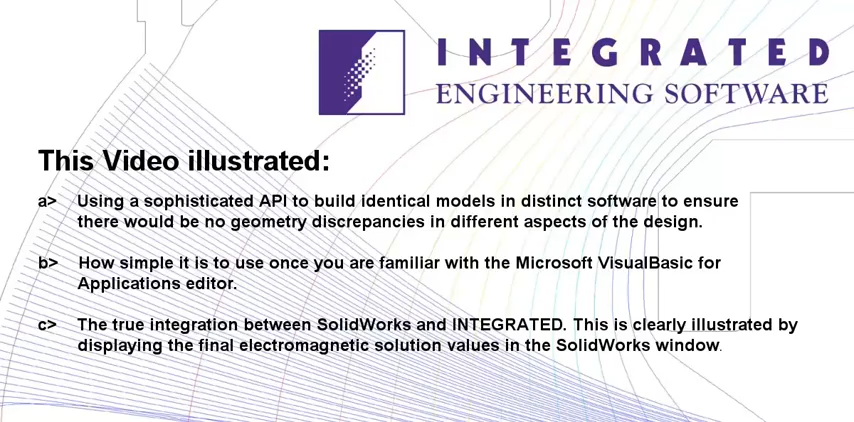 INTEGRATED
ENGINEERING SOFTWARE
This Video illustrated:
a> Using a sophisticated API to build identical models in distinct software to ensure
there would be no geometry discrepancies in different aspects of the design.
b> How simple it is to use once you are familiar with the Microsoft VisualBasic for
Applications editor.
c> The true integration between SolidWorks and INTEGRATED. This is clearly illustrated by
displaying the final electromagnetic solution values in the SolidWorks window.